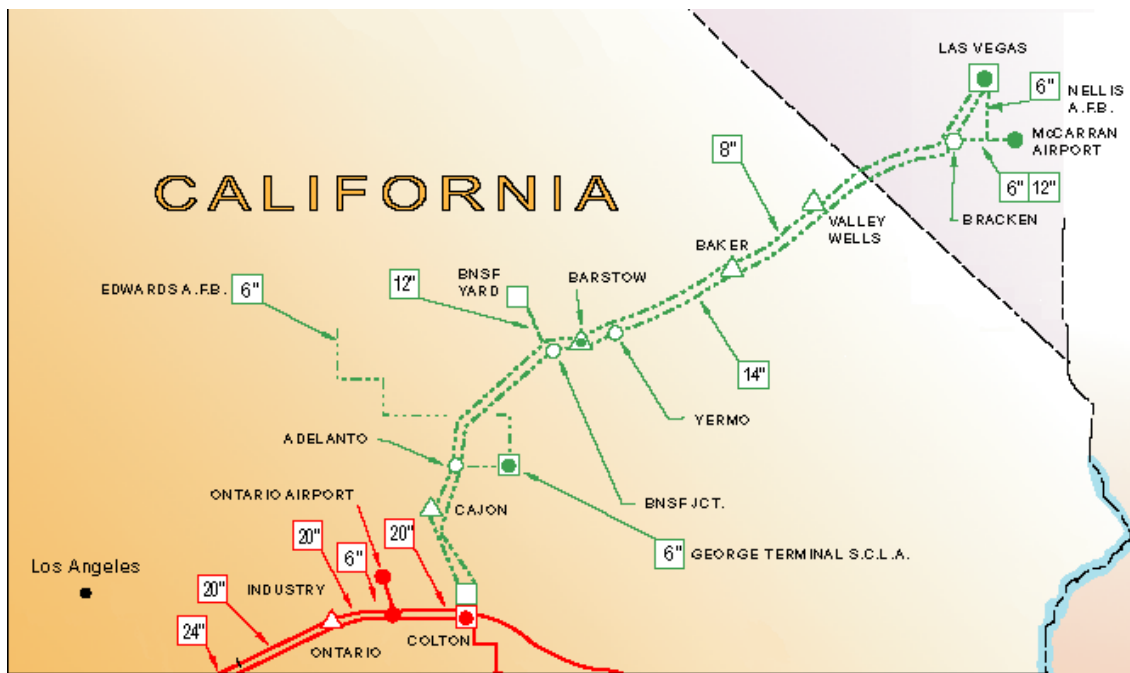 LAS VEGAS
6"
NELLIS
A.F.B.
McCARRAN
AIRPORT
8"
6" 12"
CALIFORNIA
VALLEY
WELLS
BRACKEN
BAKER
BNSF
YARD
BARSTOW
12"
EDWARDS A.F.B.
6"
14"
YERMO
ADELANTO
ONTARIO AIRPORT
CAJON
BNSF JCT.
20"
6"
20"
6"
GEORGE TERMINAL S.C.L.A.
Los Angeles
INDUSTRY
20"
24"
ONTARIO
COLTON